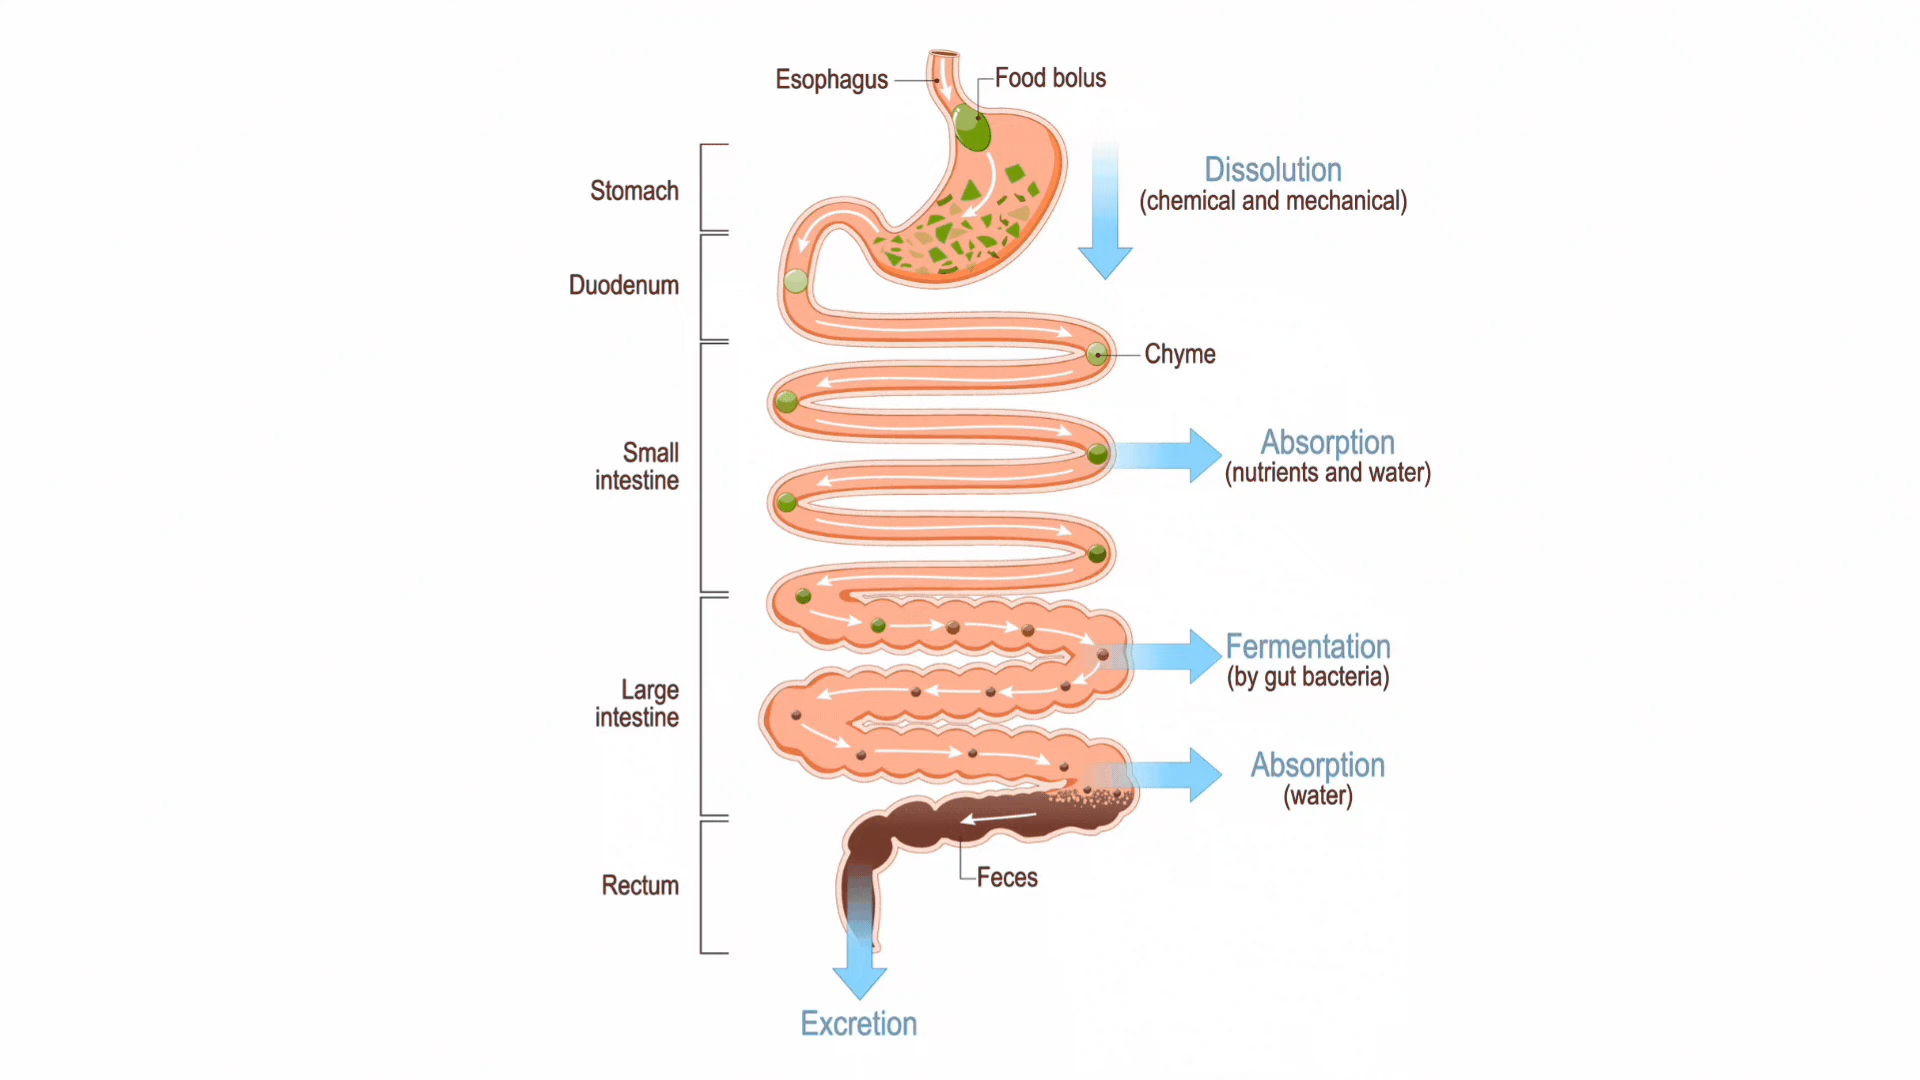 Esophagus
Food bolus
Stomach
Dissolution
(chemical and mechanical)
Duodenum
Chyme
Small
intestine
Absorption
(nutrients and water)
Large
intestine
Fermentation
(by gut bacteria)
Absorption
(water)
Rectum
Feces
Excretion